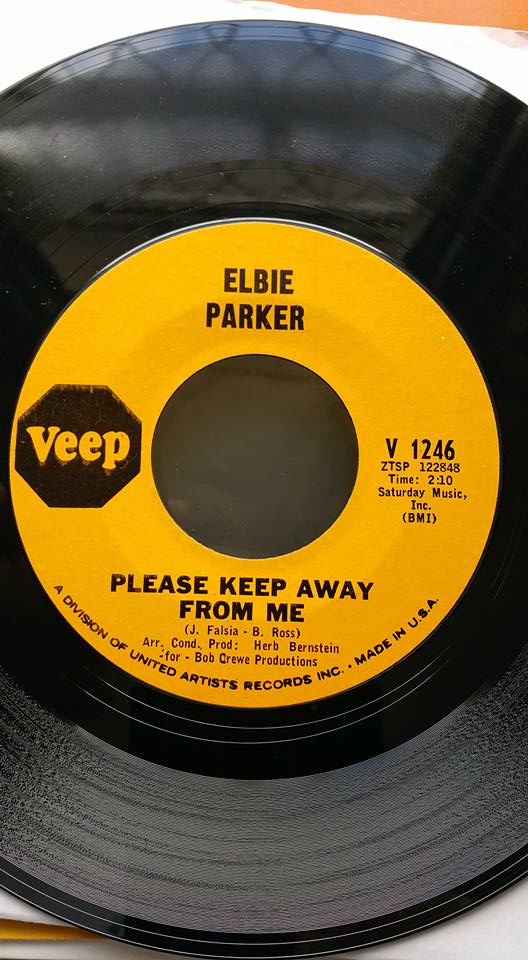 ELBIE
PARKER
Veep
V 1246
ZTSP 122848
Time: 2:10
Saturday Music,
Inc.
(BMI)
PLEASE KEEP AWAY
FROM ME
(J. Falsia - B. Ross)
Arr. Cond. Prod: Herb Bernstein
-for - Bob Crewe Productions
A DIVISION OF UNITED ARTISTS RECORDS INC. • MADE IN U.S.A.